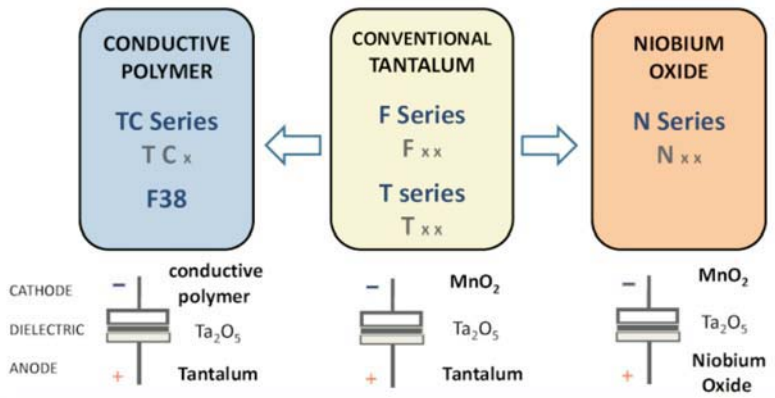 CONDUCTIVE
POLYMER
TC Series
T C x
F38
CONVENTIONAL
TANTALUM
F Series
F x x
T series
T x x
NIOBIUM
OXIDE
N Series
N x x
CATHODE
DIELECTRIC
ANODE
−
conductive
polymer
Ta₂O₅
+
Tantalum
−
MnO₂
Ta₂O₅
+
Tantalum
−
MnO₂
Ta₂O₅
+
Niobium
Oxide